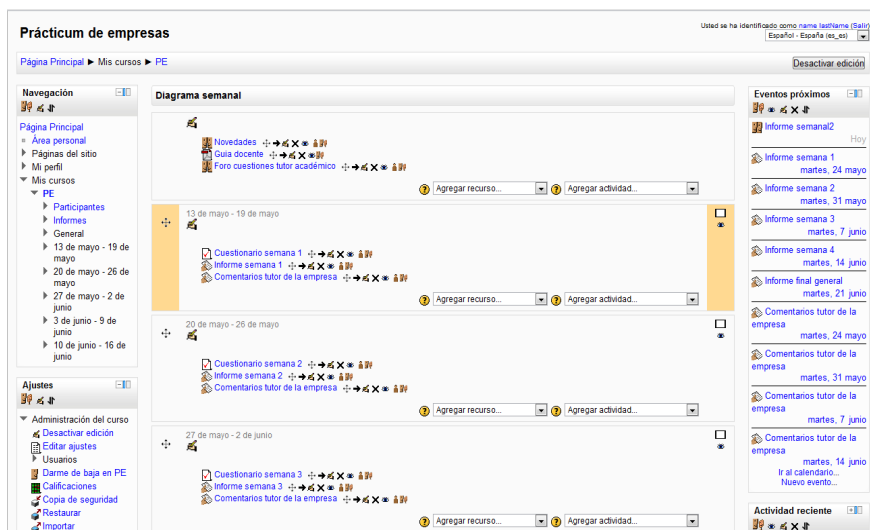 Prácticum de empresas
Usted se ha identificado como name lastName (Salir)
Español - España (es_es)
Página Principal ► Mis cursos ► PE
Desactivar edición
Navegación
Página Principal
Área personal
Páginas del sitio
Mi perfil
Mis cursos
PE
Participantes
Informes
General
13 de mayo - 19 de
mayo
20 de mayo - 26 de
mayo
27 de mayo - 2 de
junio
3 de junio - 9 de
junio
10 de junio - 16 de
junio
Ajustes
Administración del curso
Desactivar edición
Editar ajustes
Usuarios
Darme de baja en PE
Calificaciones
Copia de seguridad
Restaurar
Importar
Diagrama semanal
Novedades
Guia docente
Foro cuestiones tutor académico
Agregar recurso...
Agregar actividad...
13 de mayo - 19 de mayo
Cuestionario semana 1
Informe semana 1
Comentarios tutor de la empresa
Agregar recurso...
Agregar actividad...
20 de mayo - 26 de mayo
Cuestionario semana 2
Informe semana 2
Comentarios tutor de la empresa
Agregar recurso...
Agregar actividad...
27 de mayo - 2 de junio
Cuestionario semana 3
Informe semana 3
Comentarios tutor de la empresa
Agregar recurso...
Agregar actividad...
Eventos próximos
Informe semanal2
Hoy
Informe semana 1
martes, 24 mayo
Informe semana 2
martes, 31 mayo
Informe semana 3
martes, 7 junio
Informe semana 4
martes, 14 junio
Informe final general
martes, 21 junio
Comentarios tutor de la
empresa
martes, 24 mayo
Comentarios tutor de la
empresa
martes, 31 mayo
Comentarios tutor de la
empresa
martes, 7 junio
Comentarios tutor de la
empresa
martes, 14 junio
Ir al calendario...
Nuevo evento...
Actividad reciente